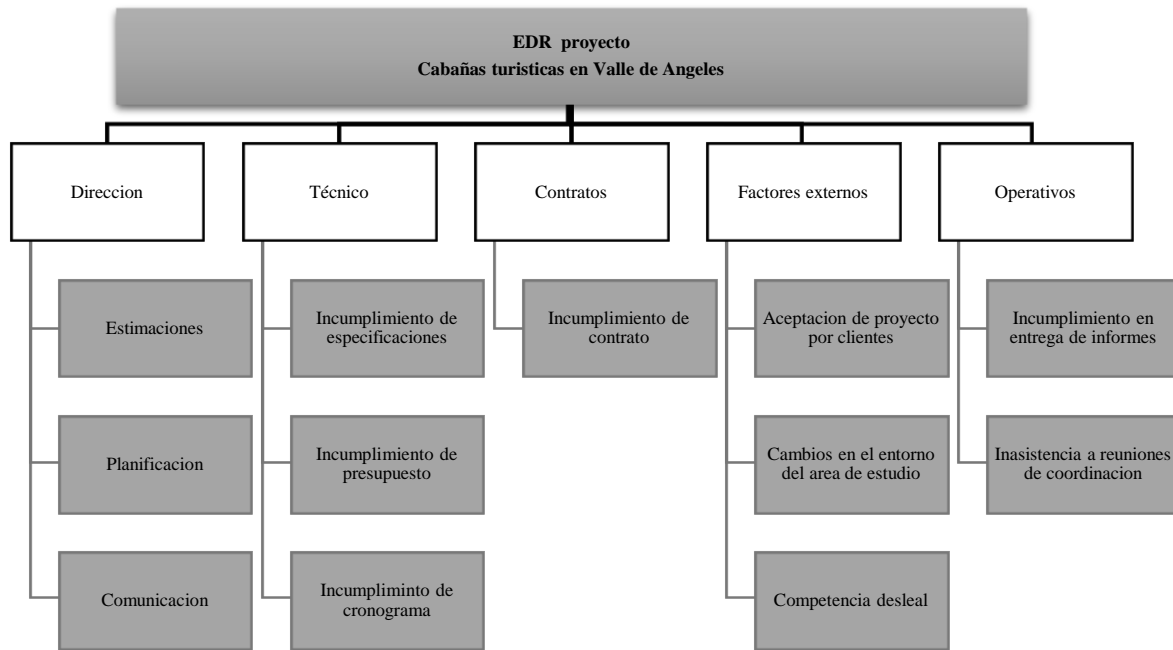 EDR proyecto
Cabañas turisticas en Valle de Angeles
Direccion
Técnico
Contratos
Factores externos
Operativos
Estimaciones
Incumplimiento de
especificaciones
Incumplimiento de
contrato
Aceptacion de proyecto
por clientes
Incumplimiento en
entrega de informes
Planificacion
Incumplimiento de
presupuesto
Cambios en el entorno
del area de estudio
Inasistencia a reuniones
de coordinacion
Comunicacion
Incumpliminto de
cronograma
Competencia desleal